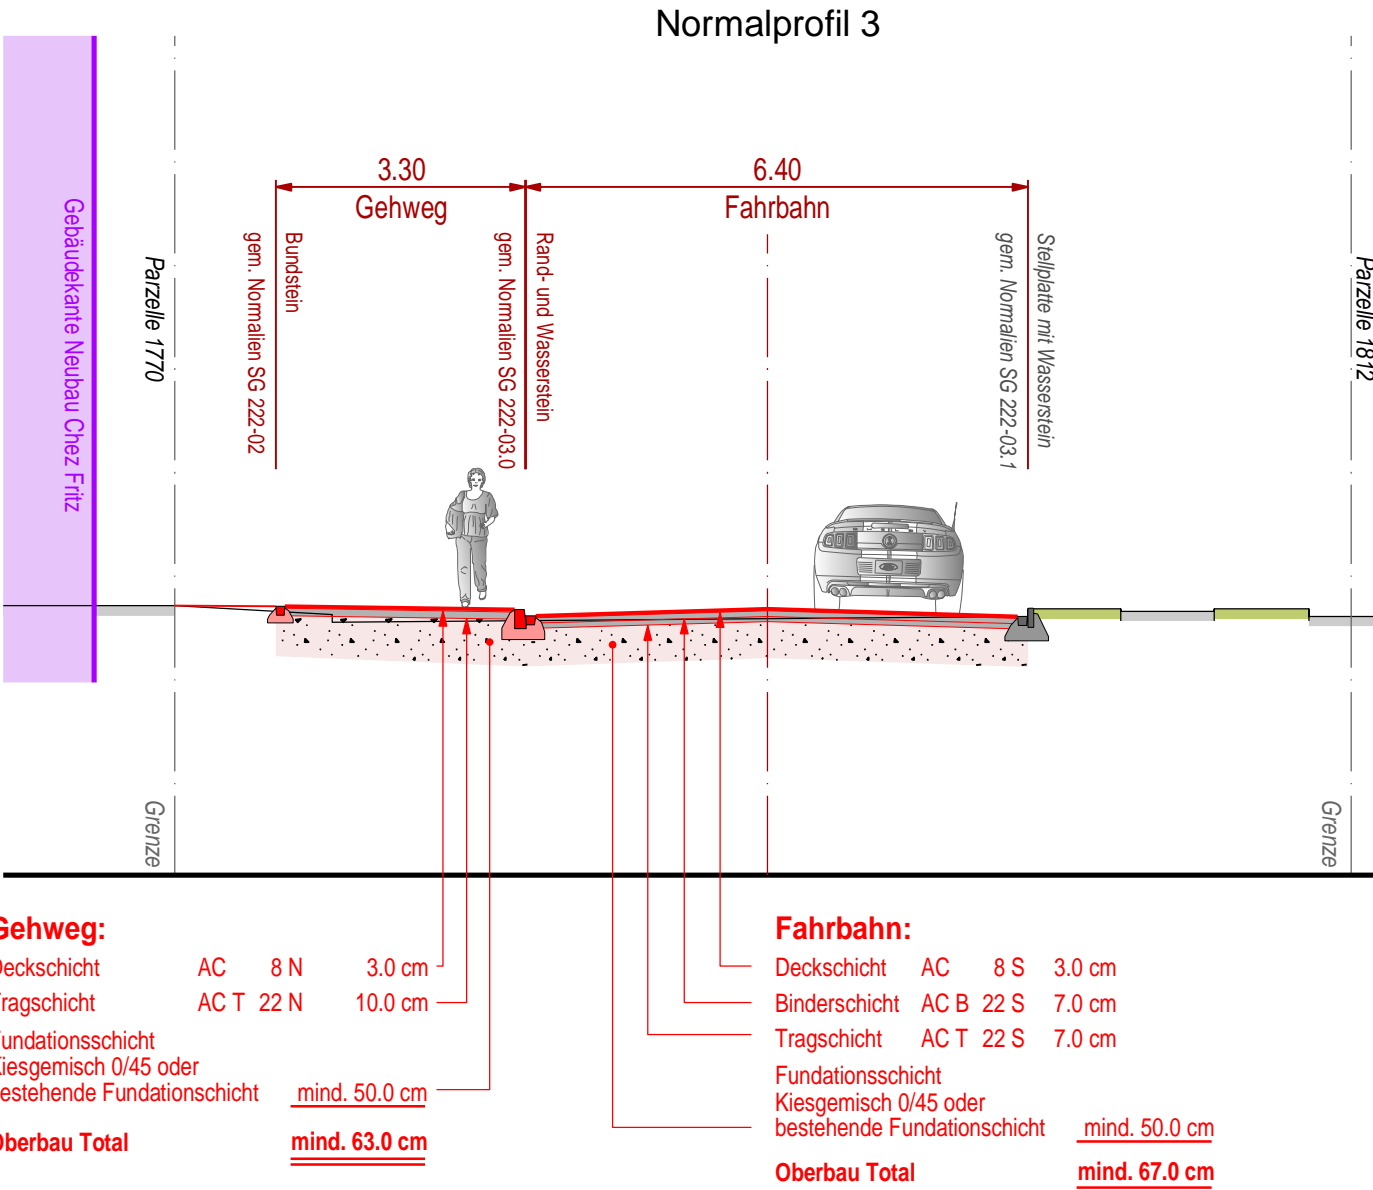 Normalprofil 3
3.30
Gehweg
6.40
Fahrbahn
Gebäudekante Neubau Chez Fritz
Parzelle 1770
Bundstein
gem. Normalien SG 222-02
Rand- und Wasserstein
gem. Normalien SG 222-03.0
Stellplatte mit Wasserstein
gem. Normalien SG 222-03.1
Parzelle 1812
Grenze
Grenze
Gehweg:
Deckschicht AC 8 N 3.0 cm
Tragschicht AC T 22 N 10.0 cm
Fundationsschicht
Kiesgemisch 0/45 oder
bestehende Fundationschicht mind. 50.0 cm
Oberbau Total mind. 63.0 cm
Fahrbahn:
Deckschicht AC 8 S 3.0 cm
Binderschicht AC B 22 S 7.0 cm
Tragschicht AC T 22 S 7.0 cm
Fundationsschicht
Kiesgemisch 0/45 oder
bestehende Fundationschicht mind. 50.0 cm
Oberbau Total mind. 67.0 cm